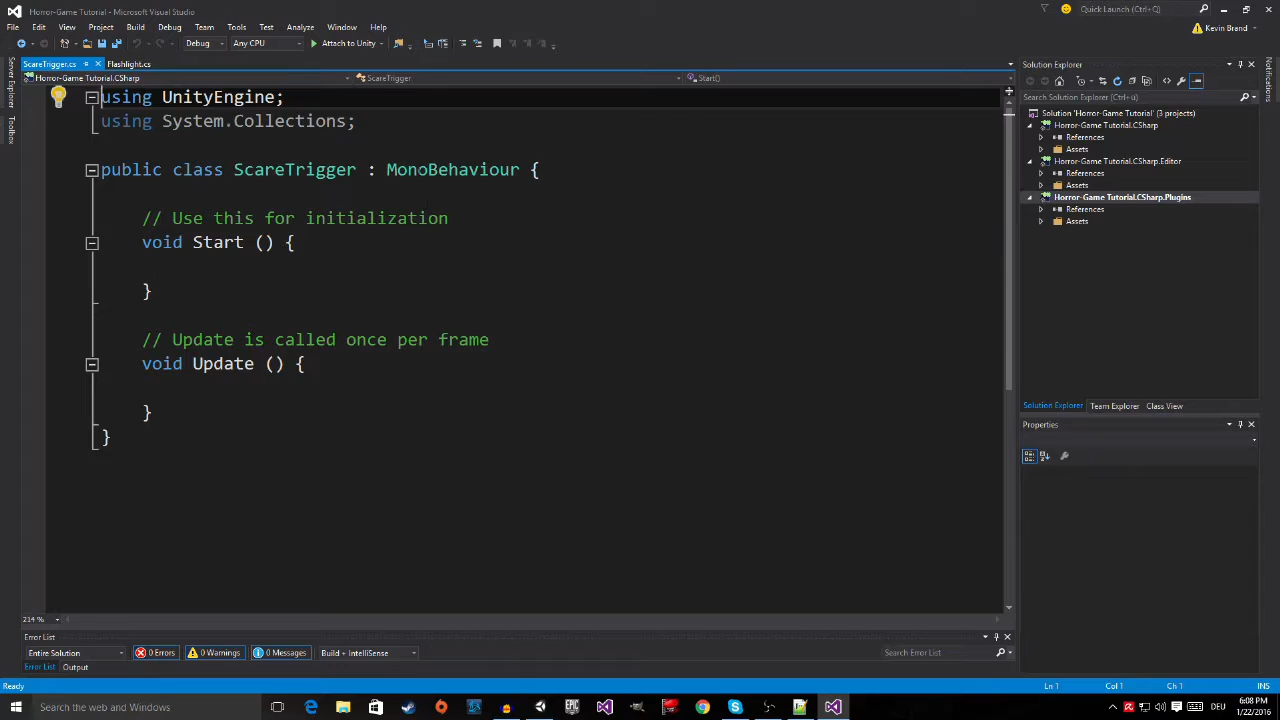 Horror-Game Tutorial - Microsoft Visual Studio
Quick Launch (Ctrl+Q)
File Edit View Project Build Debug Team Tools Test Analyze Window Help
Kevin Brand
Debug Any CPU Attach to Unity
ScareTrigger.cs Flashlight.cs
Horror-Game Tutorial.CSharp ScareTrigger Start()
Server Explorer
Toolbox
using UnityEngine;
using System.Collections;
public class ScareTrigger : MonoBehaviour {
// Use this for initialization
void Start () {
}
// Update is called once per frame
void Update () {
}
}
214 %
Error List
Entire Solution 0 Errors 0 Warnings 0 Messages Build + IntelliSense Search Error List
Error List Output
Solution Explorer
Search Solution Explorer (Ctrl+ü)
Solution 'Horror-Game Tutorial' (3 projects)
Horror-Game Tutorial.CSharp
References
Assets
Horror-Game Tutorial.CSharp.Editor
References
Assets
Horror-Game Tutorial.CSharp.Plugins
References
Assets
Solution Explorer Team Explorer Class View
Properties
Notifications
Ready Ln 1 Col 1 Ch 1 INS
Search the web and Windows
DEU
6:08 PM
1/22/2016